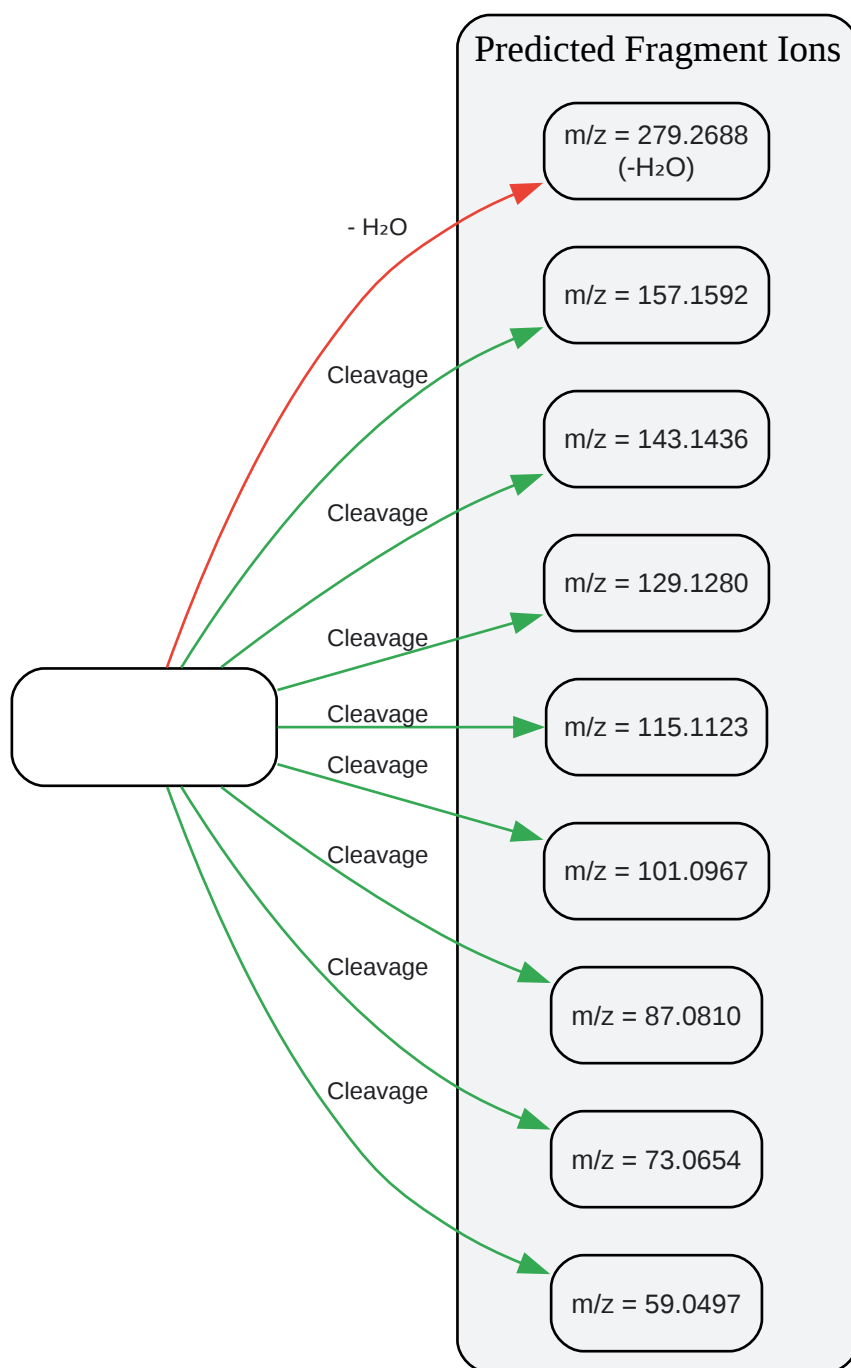 Predicted Fragment Ions
m/z = 279.2688
(-H₂O)
- H₂O
m/z = 157.1592
Cleavage
m/z = 143.1436
Cleavage
m/z = 129.1280
Cleavage
m/z = 115.1123
Cleavage
Cleavage
m/z = 101.0967
Cleavage
m/z = 87.0810
Cleavage
m/z = 73.0654
Cleavage
m/z = 59.0497